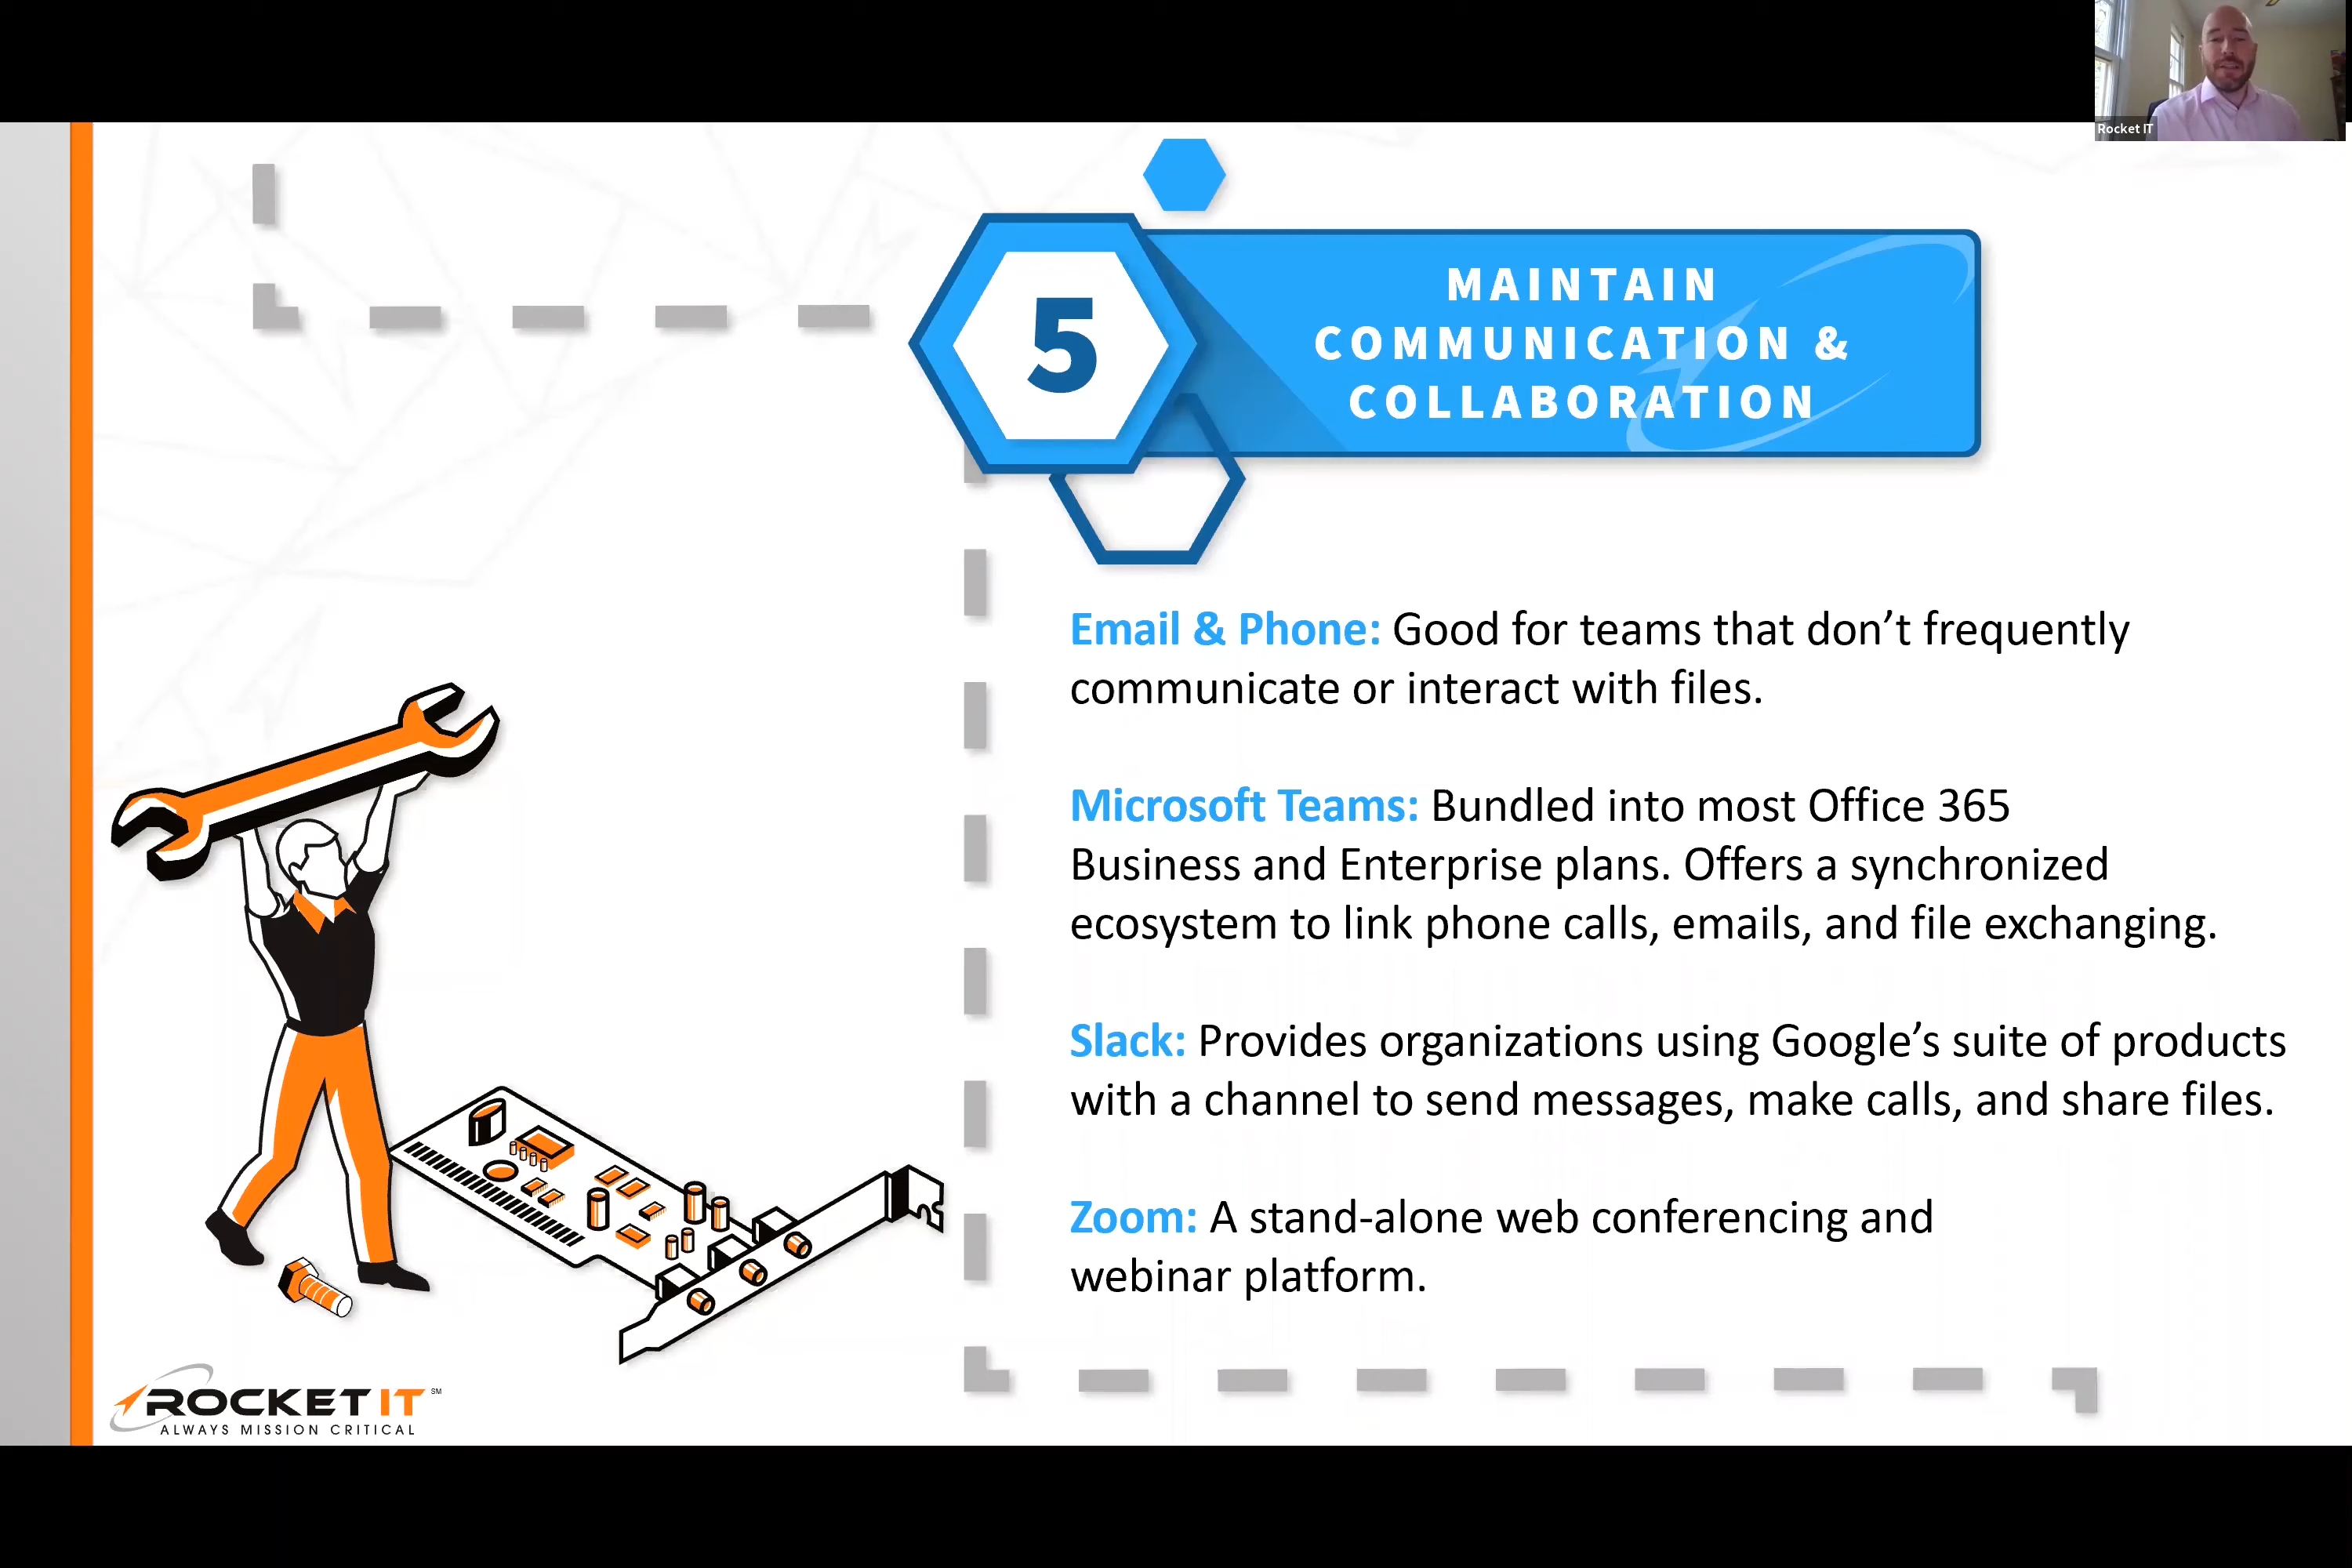 Rocket IT
5
MAINTAIN
COMMUNICATION &
COLLABORATION
Email & Phone: Good for teams that don’t frequently
communicate or interact with files.
Microsoft Teams: Bundled into most Office 365
Business and Enterprise plans. Offers a synchronized
ecosystem to link phone calls, emails, and file exchanging.
Slack: Provides organizations using Google’s suite of products
with a channel to send messages, make calls, and share files.
Zoom: A stand-alone web conferencing and
webinar platform.
ROCKET IT SM
ALWAYS MISSION CRITICAL